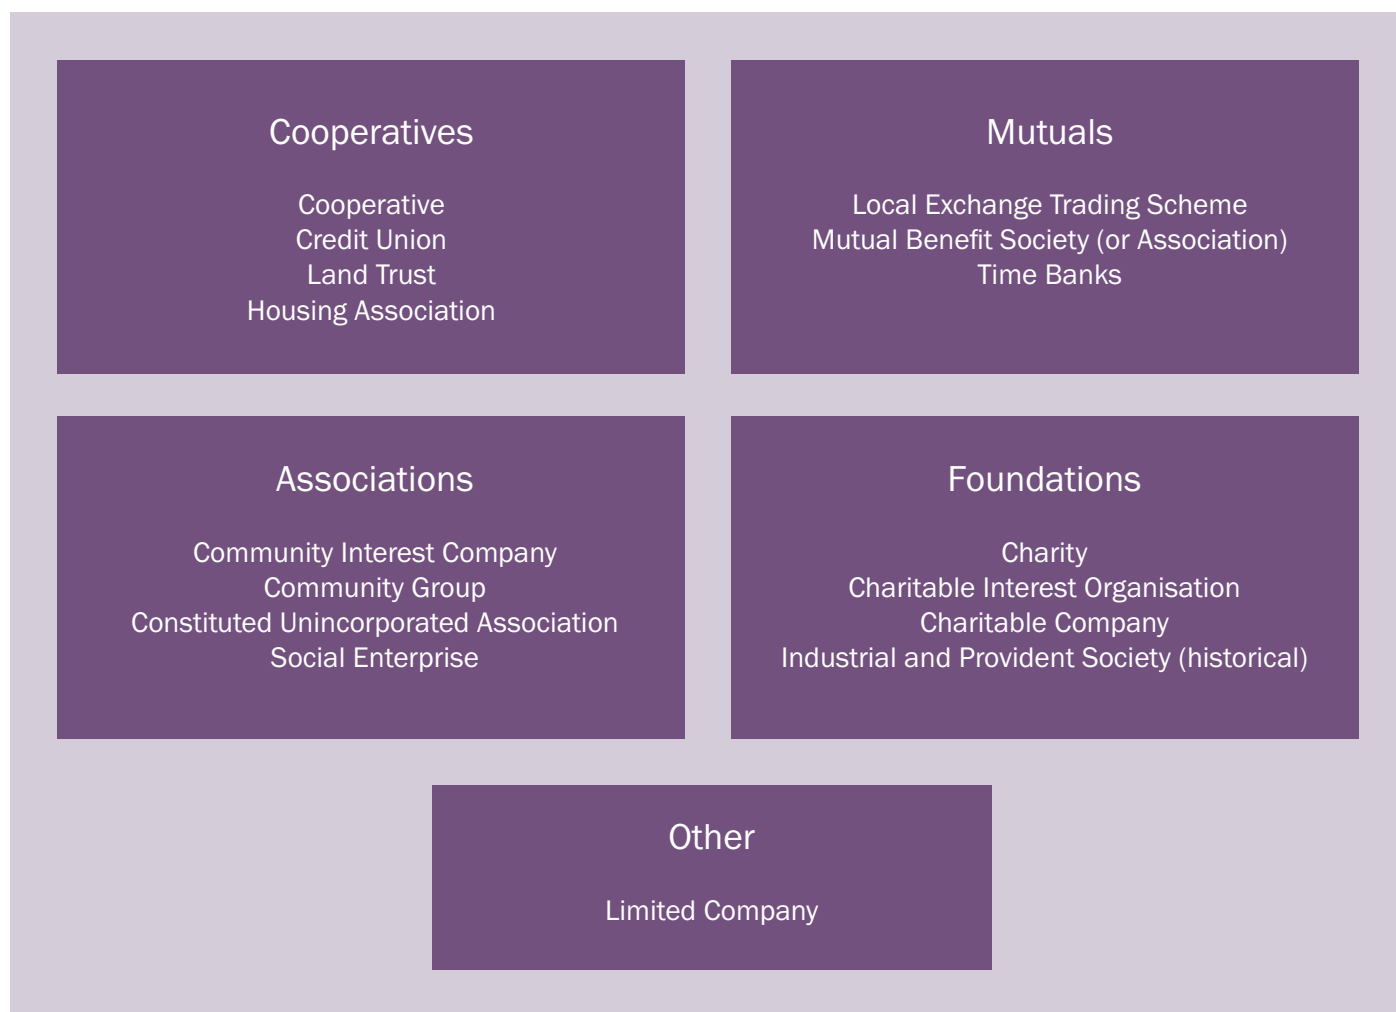 Cooperatives
Cooperative
Credit Union
Land Trust
Housing Association
Mutuals
Local Exchange Trading Scheme
Mutual Benefit Society (or Association)
Time Banks
Associations
Community Interest Company
Community Group
Constituted Unincorporated Association
Social Enterprise
Foundations
Charity
Charitable Interest Organisation
Charitable Company
Industrial and Provident Society (historical)
Other
Limited Company